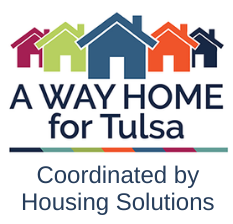 A WAY HOME
for Tulsa
Coordinated by
Housing Solutions